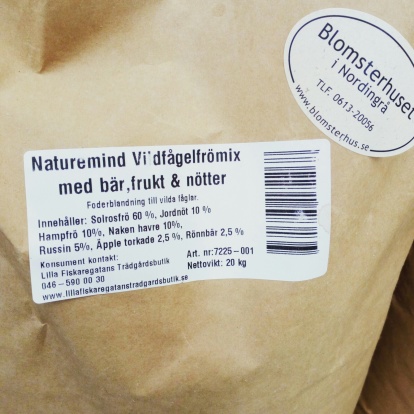 Blomsterhuset
i Nordingrå
TLF. 0613-20056
www.blomsterhus.se
Naturemind Vildfågelfrömix
med bär,frukt & nötter
Foderblandning till vilda fåglar.
Innehåller: Solrosfrö 60 %, Jordnöt 10 %
Hampfrö 10%, Naken havre 10%,
Russin 5%, Äpple torkade 2,5 %, Rönnbär 2,5 %
Konsument kontakt:
Lilla Fiskaregatans Trädgårdsbutik
046-590 00 30
www.lillafiskaregatanstradgardsbutik.se
Art. nr:7225-001
Nettovikt: 20 kg